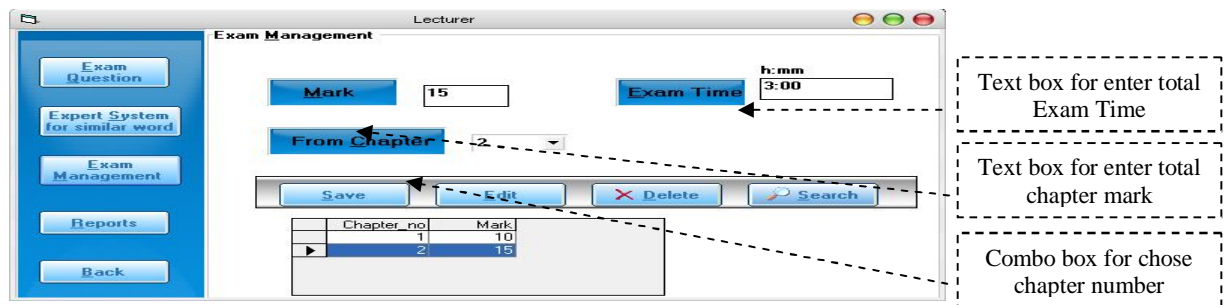 Lecturer
Exam Management
Exam
Question
Expert System
for similar word
Exam
Management
Reports
Back
Mark
15
h:mm
Exam Time
3:00
From Chapter
2
Save
Edit
Delete
Search
Chapter_no Mark
1 10
2 15
Text box for enter total
Exam Time
Text box for enter total
chapter mark
Combo box for chose
chapter number